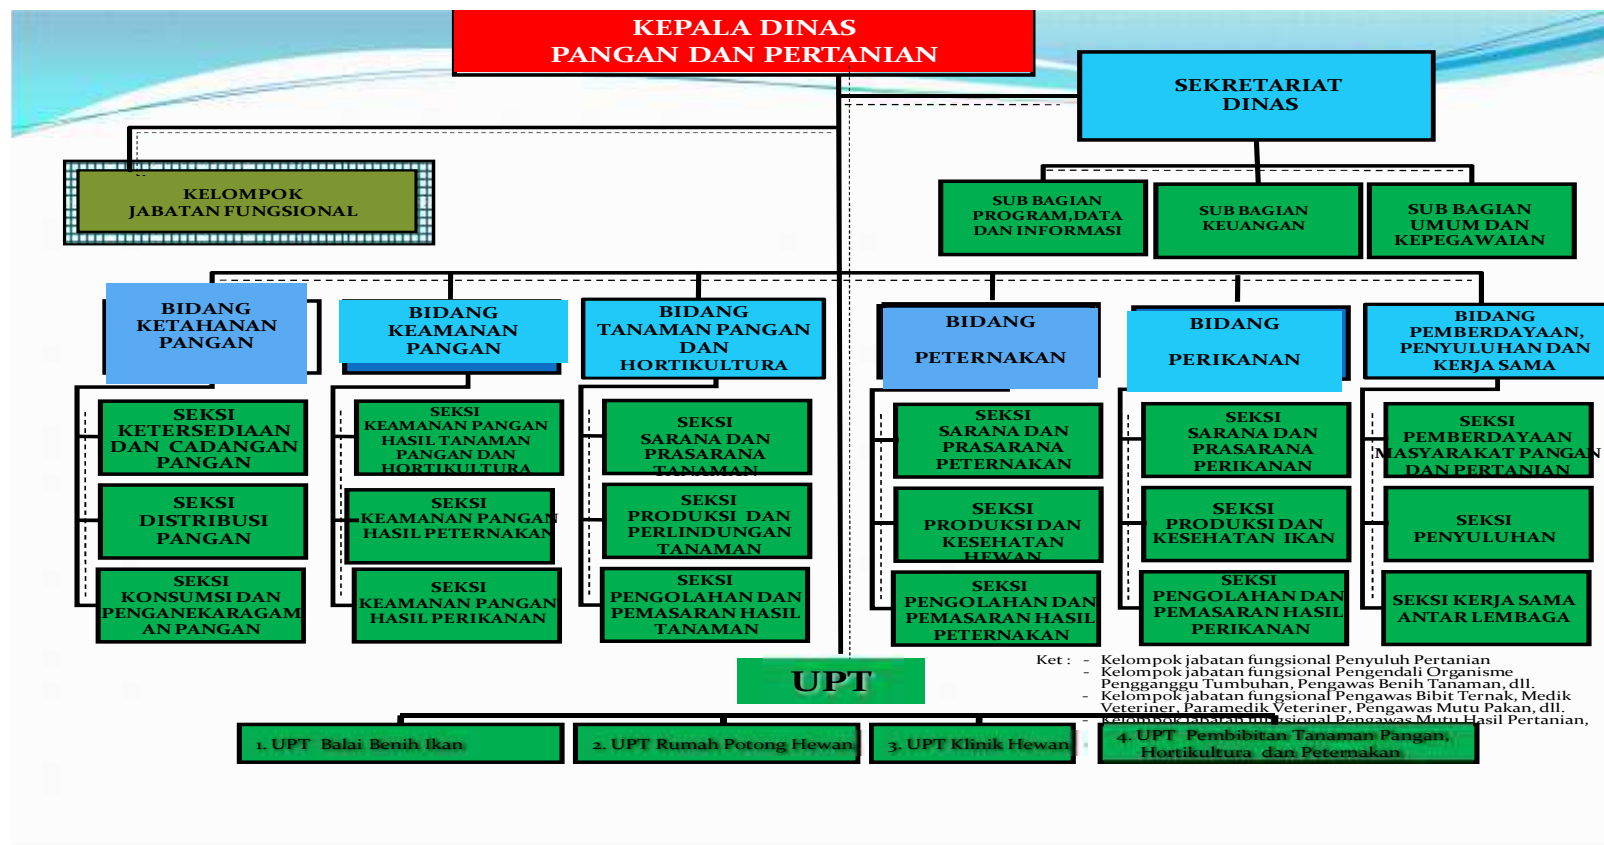 KEPALA DINAS
PANGAN DAN PERTANIAN
SEKRETARIAT
DINAS
KELOMPOK
JABATAN FUNGSIONAL
SUB BAGIAN
PROGRAM,DATA
DAN INFORMASI
SUB BAGIAN
KEUANGAN
SUB BAGIAN
UMUM DAN
KEPEGAWAIAN
BIDANG
KETAHANAN
PANGAN
BIDANG
KEAMANAN
PANGAN
BIDANG
TANAMAN PANGAN
DAN
HORTIKULTURA
BIDANG
PETERNAKAN
BIDANG
PERIKANAN
BIDANG
PEMBERDAYAAN,
PENYULUHAN DAN
KERJA SAMA
SEKSI
KETERSEDIAAN
DAN CADANGAN
PANGAN
SEKSI
DISTRIBUSI
PANGAN
SEKSI
KONSUMSI DAN
PENGANEKARAGAM
AN PANGAN
SEKSI
KEAMANAN PANGAN
HASIL TANAMAN
PANGAN DAN
HORTIKULTURA
SEKSI
KEAMANAN PANGAN
HASIL PETERNAKAN
SEKSI
KEAMANAN PANGAN
HASIL PERIKANAN
SEKSI
SARANA DAN
PRASARANA
TANAMAN
SEKSI
PRODUKSI DAN
PERLINDUNGAN
TANAMAN
SEKSI
PENGOLAHAN DAN
PEMASARAN HASIL
TANAMAN
SEKSI
SARANA DAN
PRASARANA
PETERNAKAN
SEKSI
PRODUKSI DAN
KESEHATAN
HEWAN
SEKSI
PENGOLAHAN DAN
PEMASARAN HASIL
PETERNAKAN
SEKSI
SARANA DAN
PRASARANA
PERIKANAN
SEKSI
PRODUKSI DAN
KESEHATAN IKAN
SEKSI
PENGOLAHAN DAN
PEMASARAN HASIL
PERIKANAN
SEKSI
PEMBERDAYAAN
MASYARAKAT PANGAN
DAN PERTANIAN
SEKSI
PENYULUHAN
SEKSI KERJA SAMA
ANTAR LEMBAGA
Ket : - Kelompok jabatan fungsional Penyuluh Pertanian
- Kelompok jabatan fungsional Pengendali Organisme
Pengganggu Tumbuhan, Pengawas Benih Tanaman, dll.
- Kelompok jabatan fungsional Pengawas Bibit Ternak, Medik
Veteriner, Paramedik Veteriner, Pengawas Mutu Pakan, dll.
- Kelompok jabatan fungsional Pengawas Mutu Hasil Pertanian,
UPT
1. UPT Balai Benih Ikan
2. UPT Rumah Potong Hewan
3. UPT Klinik Hewan
4. UPT Pembibitan Tanaman Pangan,
Hortikultura dan Peternakan